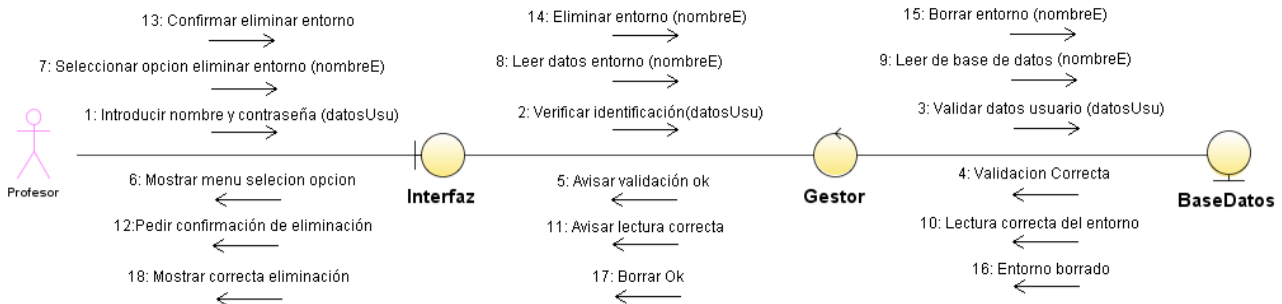 13: Confirmar eliminar entorno
14: Eliminar entorno (nombreE)
15: Borrar entorno (nombreE)
7: Seleccionar opcion eliminar entorno (nombreE)
8: Leer datos entorno (nombreE)
9: Leer de base de datos (nombreE)
1: Introducir nombre y contraseña (datosUsu)
2: Verificar identificación(datosUsu)
3: Validar datos usuario (datosUsu)
Profesor
Interfaz
Gestor
BaseDatos
6: Mostrar menu selecion opcion
5: Avisar validación ok
4: Validacion Correcta
12:Pedir confirmación de eliminación
11: Avisar lectura correcta
10: Lectura correcta del entorno
18: Mostrar correcta eliminación
17: Borrar Ok
16: Entorno borrado